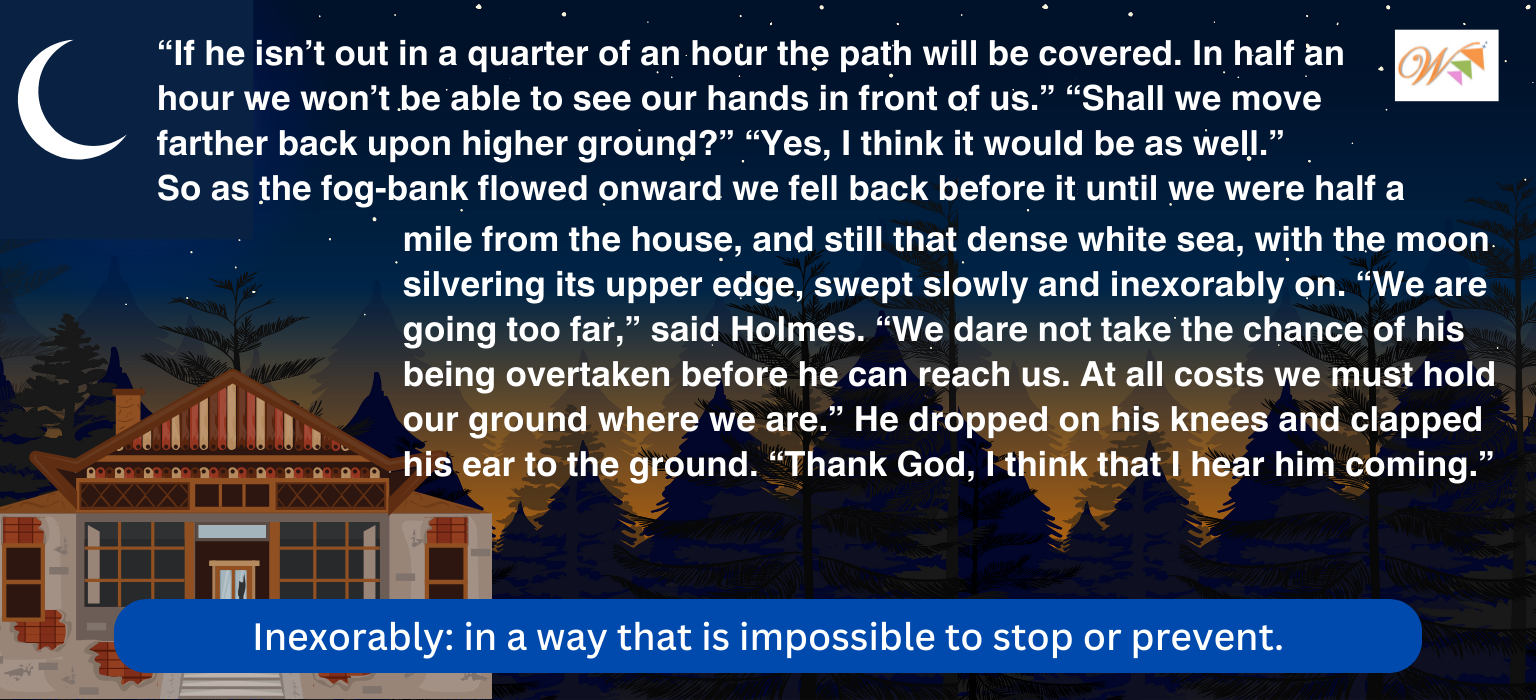 “If he isn’t out in a quarter of an hour the path will be covered. In half an
hour we won’t be able to see our hands in front of us.” “Shall we move
farther back upon higher ground?” “Yes, I think it would be as well.”
So as the fog-bank flowed onward we fell back before it until we were half a
mile from the house, and still that dense white sea, with the moon
silvering its upper edge, swept slowly and inexorably on. “We are
going too far,” said Holmes. “We dare not take the chance of his
being overtaken before he can reach us. At all costs we must hold
our ground where we are.” He dropped on his knees and clapped
his ear to the ground. “Thank God, I think that I hear him coming.”
W
Inexorably: in a way that is impossible to stop or prevent.